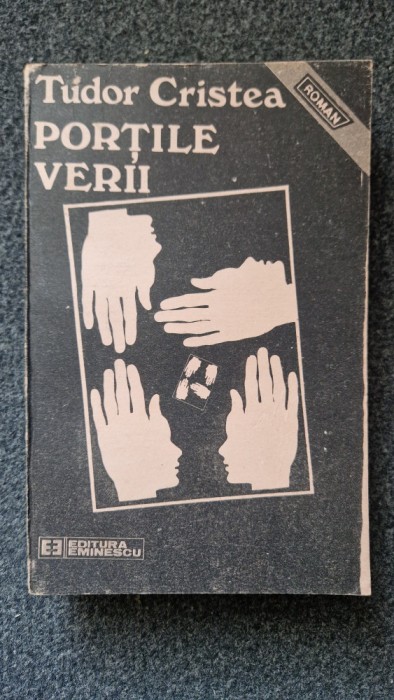 Tudor Cristea
ROMAN
PORȚILE
VERII
EDITURA
EMINESCU